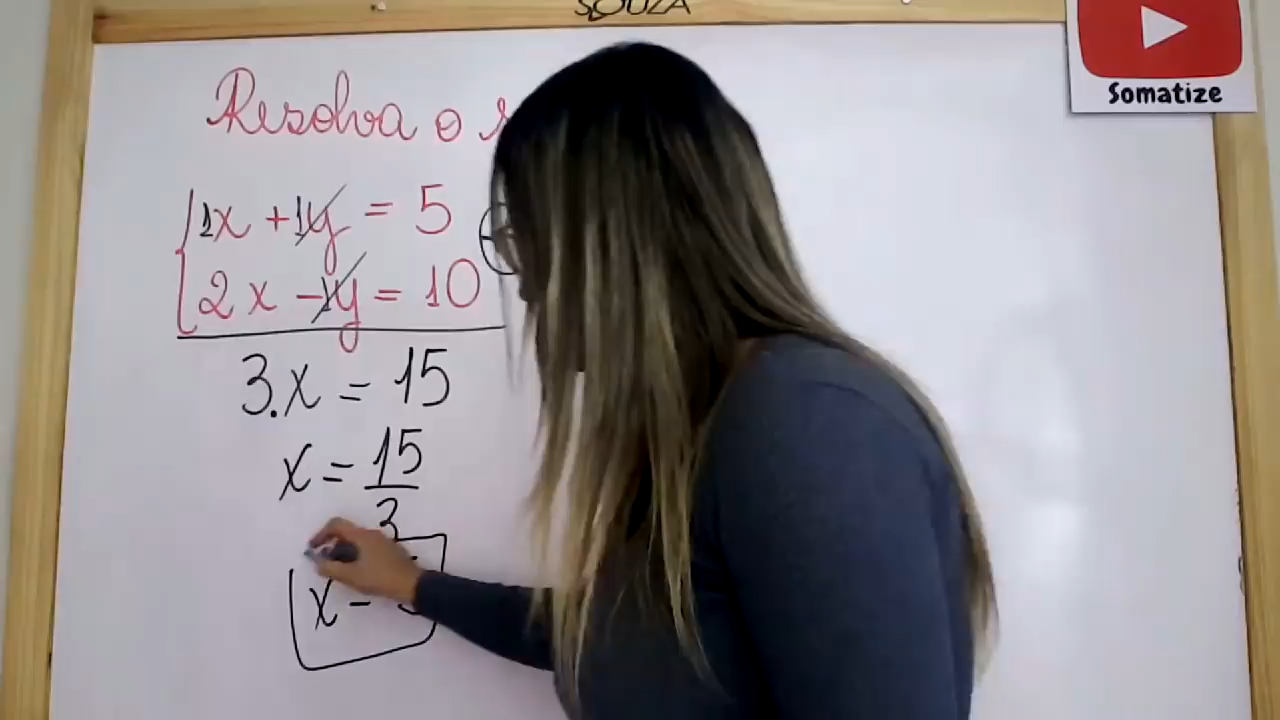 SOUZA
Somatize
Resolva o
1x + 1y = 5
2x - 1y = 10
3.x = 15
x = 15
3
x =